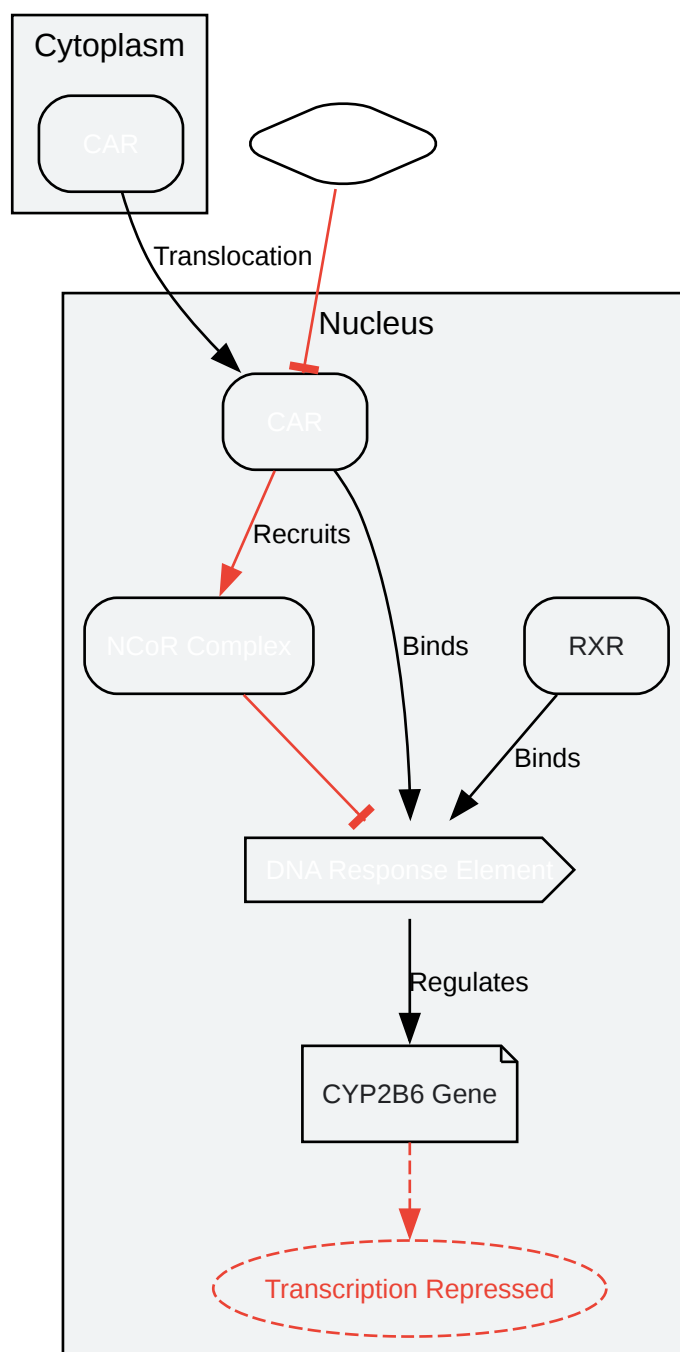 Cytoplasm
CAR
Translocation
Nucleus
CAR
Recruits
NCoR Complex
Binds
RXR
Binds
DNA Response Element
Regulates
CYP2B6 Gene
Transcription Repressed